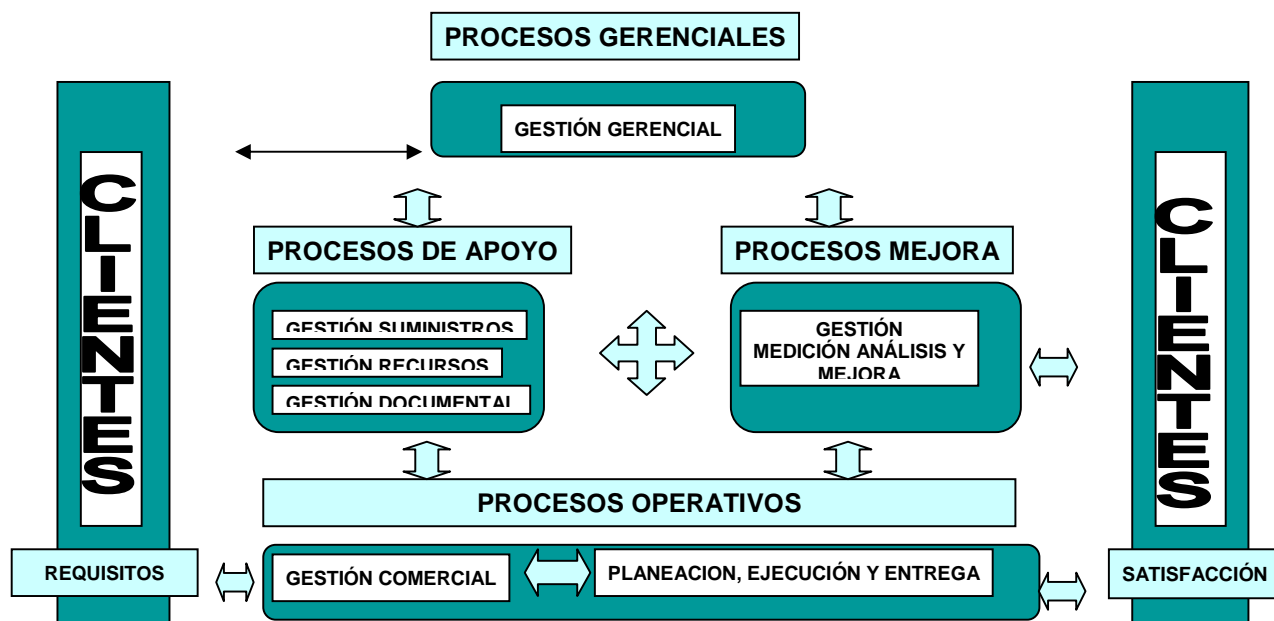 PROCESOS GERENCIALES
GESTIÓN GERENCIAL
CLIENTES
PROCESOS DE APOYO
PROCESOS MEJORA
GESTIÓN SUMINISTROS
GESTIÓN RECURSOS
GESTIÓN DOCUMENTAL
GESTIÓN
MEDICIÓN ANÁLISIS Y
MEJORA
CLIENTES
PROCESOS OPERATIVOS
REQUISITOS
GESTIÓN COMERCIAL
PLANEACION, EJECUCIÓN Y ENTREGA
SATISFACCIÓN